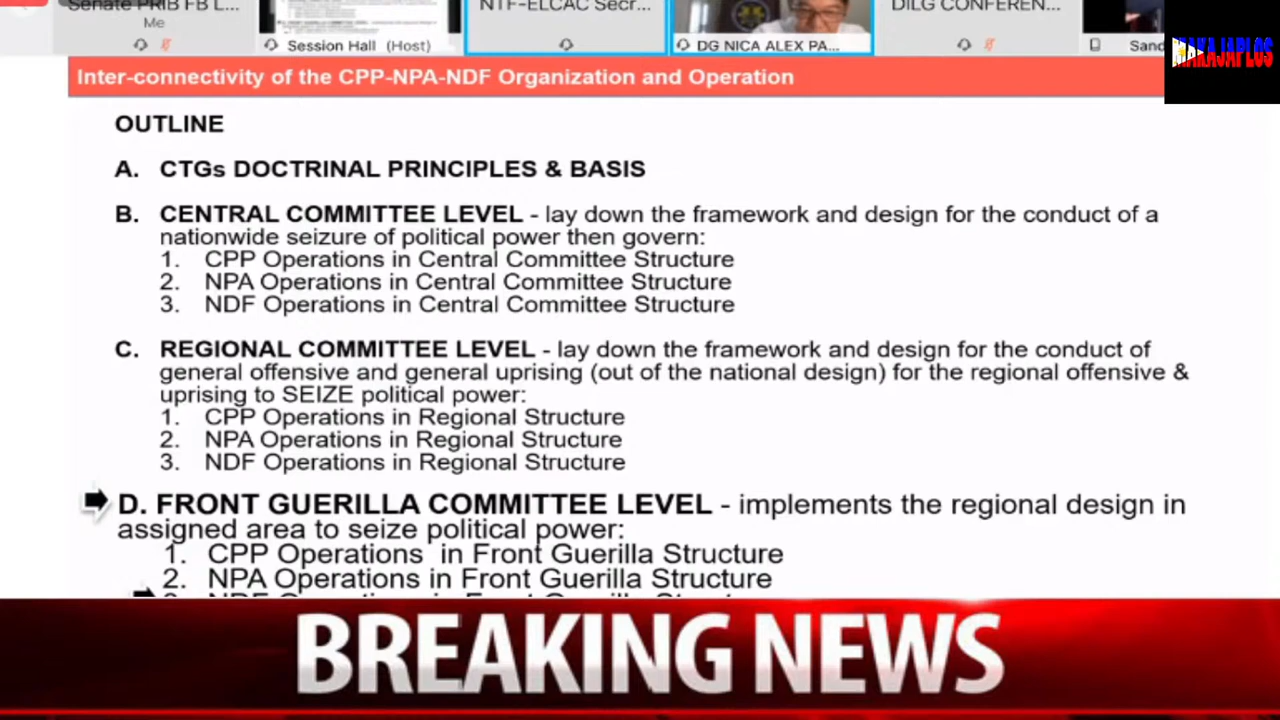 Senate PRIB FB L...
Me
Session Hall (Host)
NTF-ELCAC Secr...
DG NICA ALEX PA...
DILG CONFEREN...
Sand
MAKAJAPLOS
Inter-connectivity of the CPP-NPA-NDF Organization and Operation
OUTLINE
A. CTGs DOCTRINAL PRINCIPLES & BASIS
B. CENTRAL COMMITTEE LEVEL - lay down the framework and design for the conduct of a
nationwide seizure of political power then govern:
1. CPP Operations in Central Committee Structure
2. NPA Operations in Central Committee Structure
3. NDF Operations in Central Committee Structure
C. REGIONAL COMMITTEE LEVEL - lay down the framework and design for the conduct of
general offensive and general uprising (out of the national design) for the regional offensive &
uprising to SEIZE political power:
1. CPP Operations in Regional Structure
2. NPA Operations in Regional Structure
3. NDF Operations in Regional Structure
D. FRONT GUERILLA COMMITTEE LEVEL - implements the regional design in
assigned area to seize political power:
1. CPP Operations in Front Guerilla Structure
2. NPA Operations in Front Guerilla Structure
BREAKING NEWS